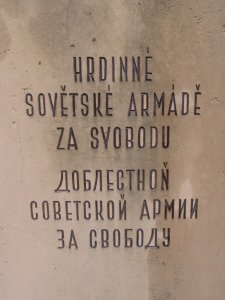 HRDINNÉ
SOVĚTSKÉ ARMÁDĚ
ZA SVOBODU
ДОБЛЕСТНОЙ
СОВЕТСКОЙ АРМИИ
ЗА СВОБОДУ